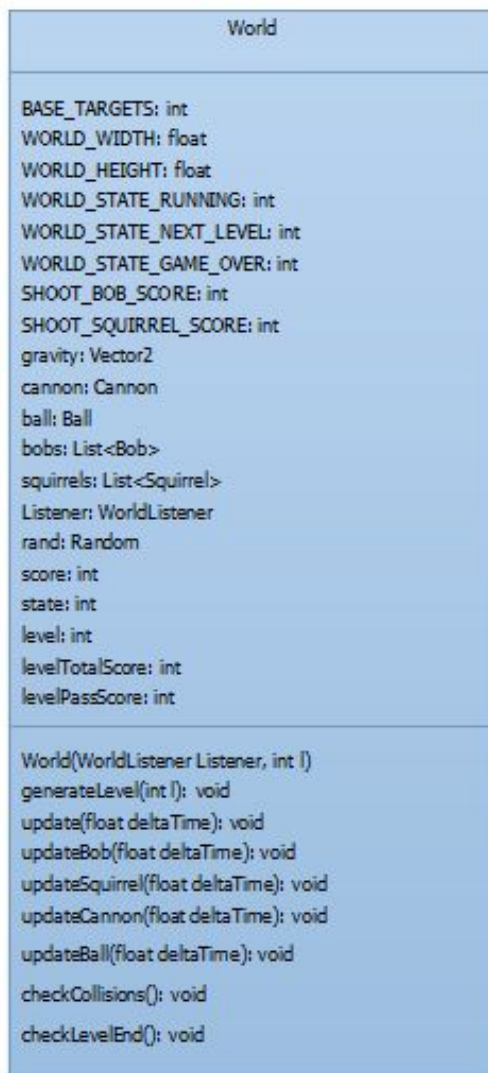 World
BASE_TARGETS: int
WORLD_WIDTH: float
WORLD_HEIGHT: float
WORLD_STATE_RUNNING: int
WORLD_STATE_NEXT_LEVEL: int
WORLD_STATE_GAME_OVER: int
SHOOT_BOB_SCORE: int
SHOOT_SQUIRREL_SCORE: int
gravity: Vector2
cannon: Cannon
ball: Ball
bobs: List<Bob>
squirrels: List<Squirrel>
Listener: WorldListener
rand: Random
score: int
state: int
level: int
levelTotalScore: int
levelPassScore: int
World(WorldListener Listener, int l)
generateLevel(int l): void
update(float deltaTime): void
updateBob(float deltaTime): void
updateSquirrel(float deltaTime): void
updateCannon(float deltaTime): void
updateBall(float deltaTime): void
checkCollisions(): void
checkLevelEnd(): void